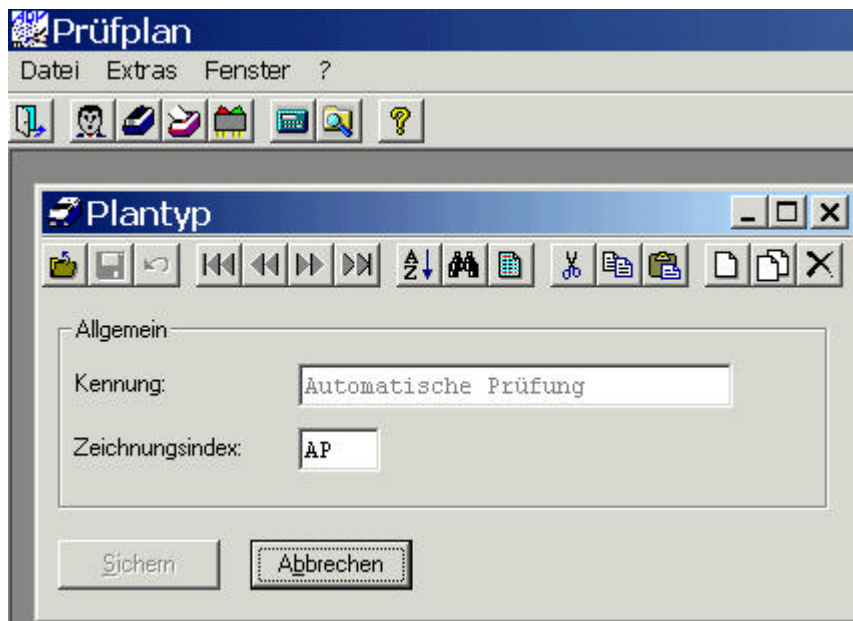 Prüfplan
Datei Extras Fenster ?
Plantyp
Allgemein
Kennung: Automatische Prüfung
Zeichnungsindex: AP
Sichern Abbrechen